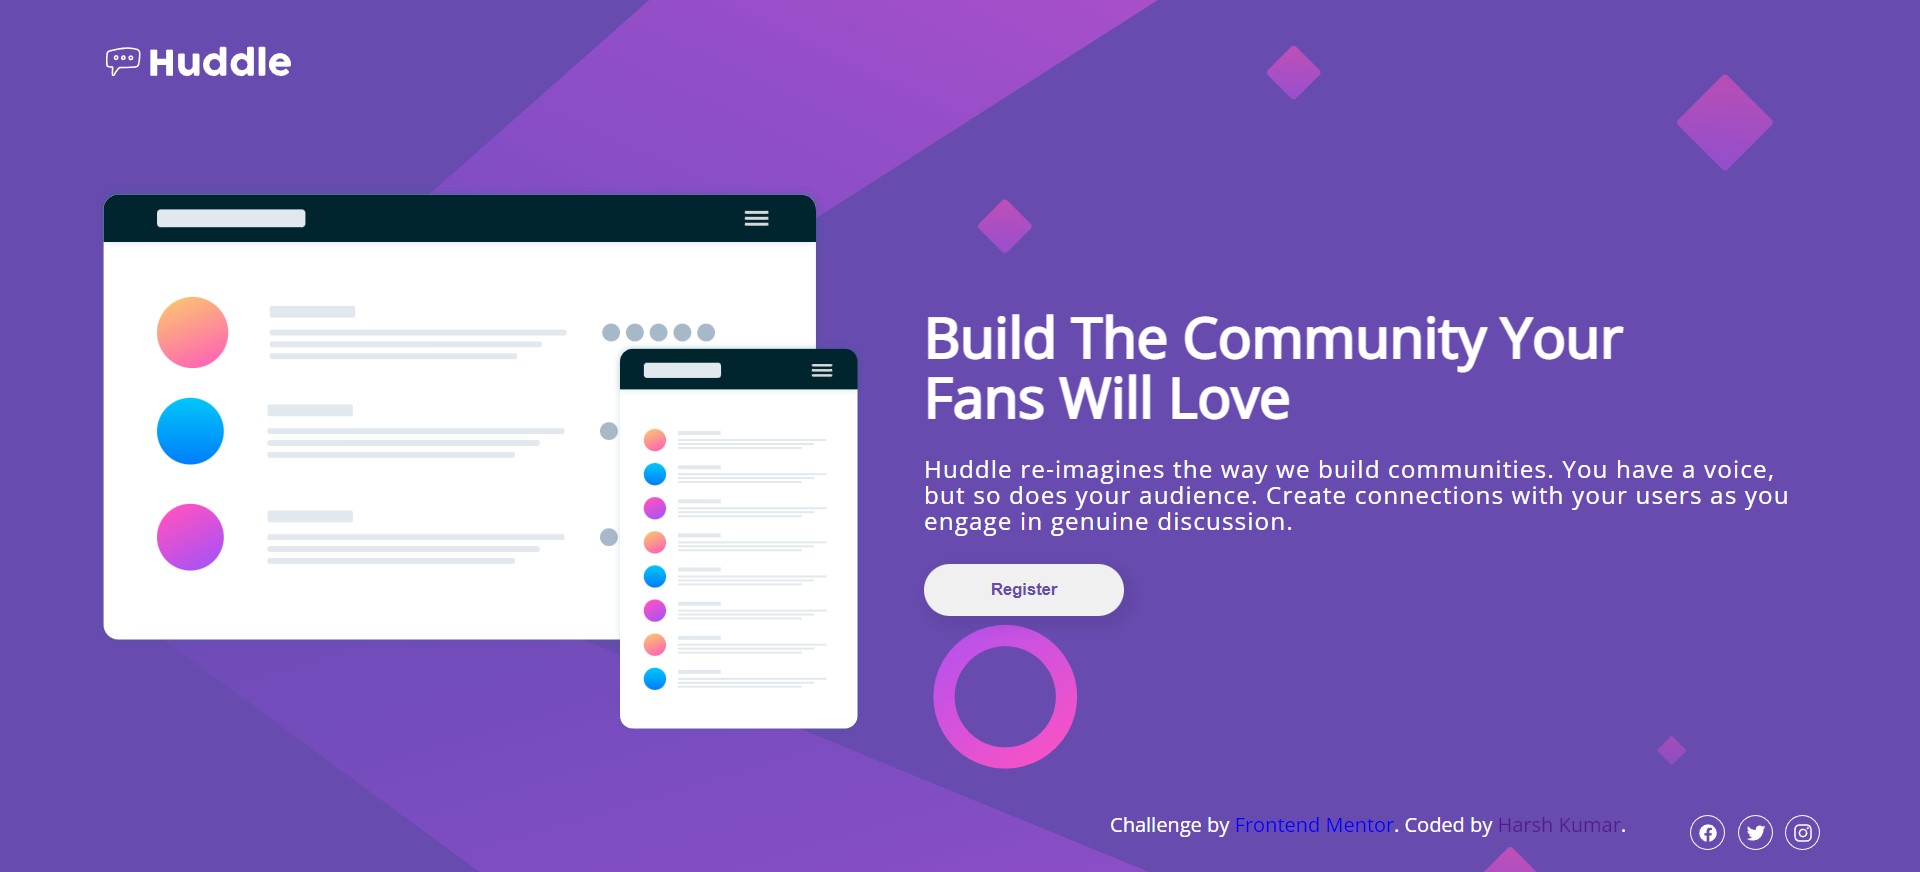 Huddle
Build The Community Your
Fans Will Love
Huddle re-imagines the way we build communities. You have a voice,
but so does your audience. Create connections with your users as you
engage in genuine discussion.
Register
Challenge by Frontend Mentor. Coded by Harsh Kumar.